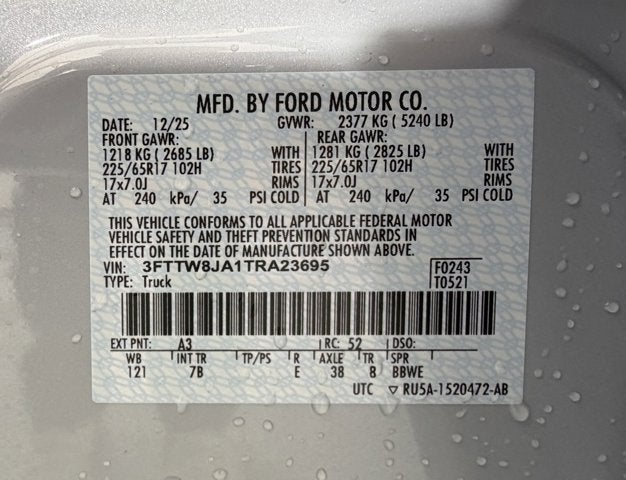 MFD. BY FORD MOTOR CO.
DATE: 12/25 GVWR: 2377 KG ( 5240 LB)
FRONT GAWR: REAR GAWR:
1218 KG ( 2685 LB) WITH 1281 KG ( 2825 LB) WITH
225/65R17 102H TIRES 225/65R17 102H TIRES
17x7.0J RIMS 17x7.0J RIMS
AT 240 kPa/ 35 PSI COLD AT 240 kPa/ 35 PSI COLD
THIS VEHICLE CONFORMS TO ALL APPLICABLE FEDERAL MOTOR
VEHICLE SAFETY AND THEFT PREVENTION STANDARDS IN
EFFECT ON THE DATE OF MANUFACTURE SHOWN ABOVE.
VIN: 3FTTW8JA1TRA23695 F0243
TYPE: Truck T0521
EXT PNT: A3 RC: 52 DSO:
WB INT TR TP/PS R AXLE TR SPR
121 7B E 38 8 BBWE
UTC ▽ RU5A-1520472-AB